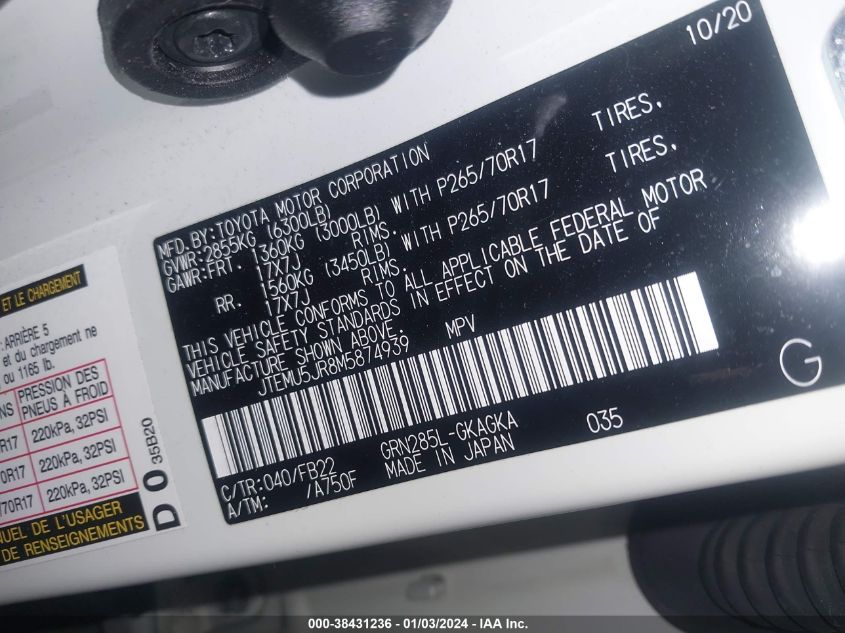 10/20
MFD.BY:TOYOTA MOTOR CORPORATION
GVWR:2855KG (6300LB)
GAWR:FRT. 1360KG (3000LB) WITH P265/70R17 TIRES,
17X7J RIMS.
RR. 1560KG (3450LB) WITH P265/70R17 TIRES,
17X7J RIMS.
THIS VEHICLE CONFORMS TO ALL APPLICABLE FEDERAL MOTOR
VEHICLE SAFETY STANDARDS IN EFFECT ON THE DATE OF
MANUFACTURE SHOWN ABOVE.
JTEMU5JR8M5874939 MPV
C/TR:040/FB22 GRN285L-GKAGKA 035
A/TM: /A750F MADE IN JAPAN
G
ET LE CHARGEMENT
ARRIÈRE 5
et du chargement ne
ou 1165 lb.
PRESSION DES
PNEUS À FROID
R17 220kPa, 32PSI
70R17 220kPa, 32PSI
/70R17 220kPa, 32PSI
DE L'USAGER
DE RENSEIGNEMENTS
D 0 35B20
000-38431236 - 01/03/2024 - IAA Inc.